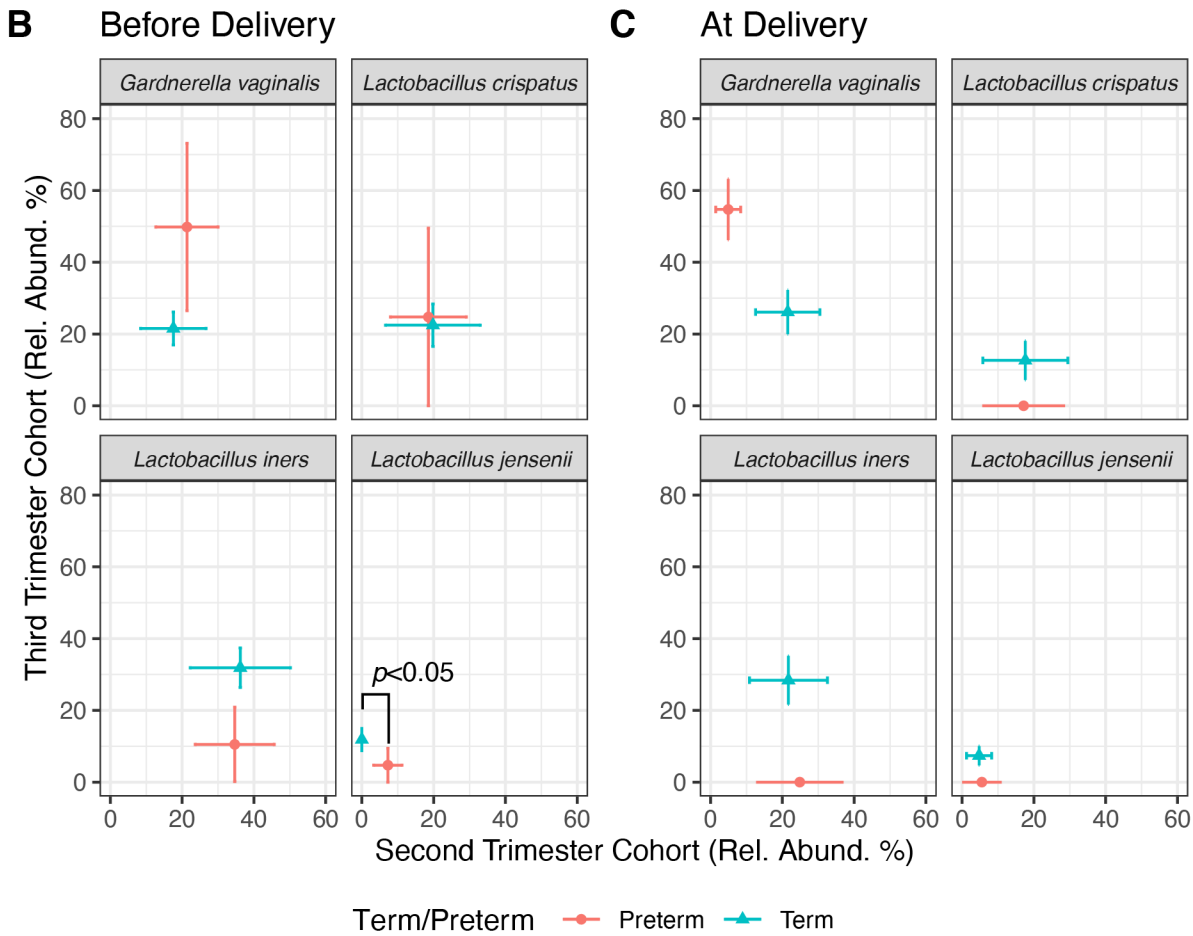 B Before Delivery
C At Delivery
Gardnerella vaginalis
Lactobacillus crispatus
Gardnerella vaginalis
Lactobacillus crispatus
80
60
40
20
0
80
60
40
20
0
Lactobacillus iners
Lactobacillus jensenii
Lactobacillus iners
Lactobacillus jensenii
80
60
40
20
0
p<0.05
80
60
40
20
0
0 20 40 60
0 20 40 60
0 20 40 60
0 20 40 60
Third Trimester Cohort (Rel. Abund. %)
Second Trimester Cohort (Rel. Abund. %)
Term/Preterm Preterm Term